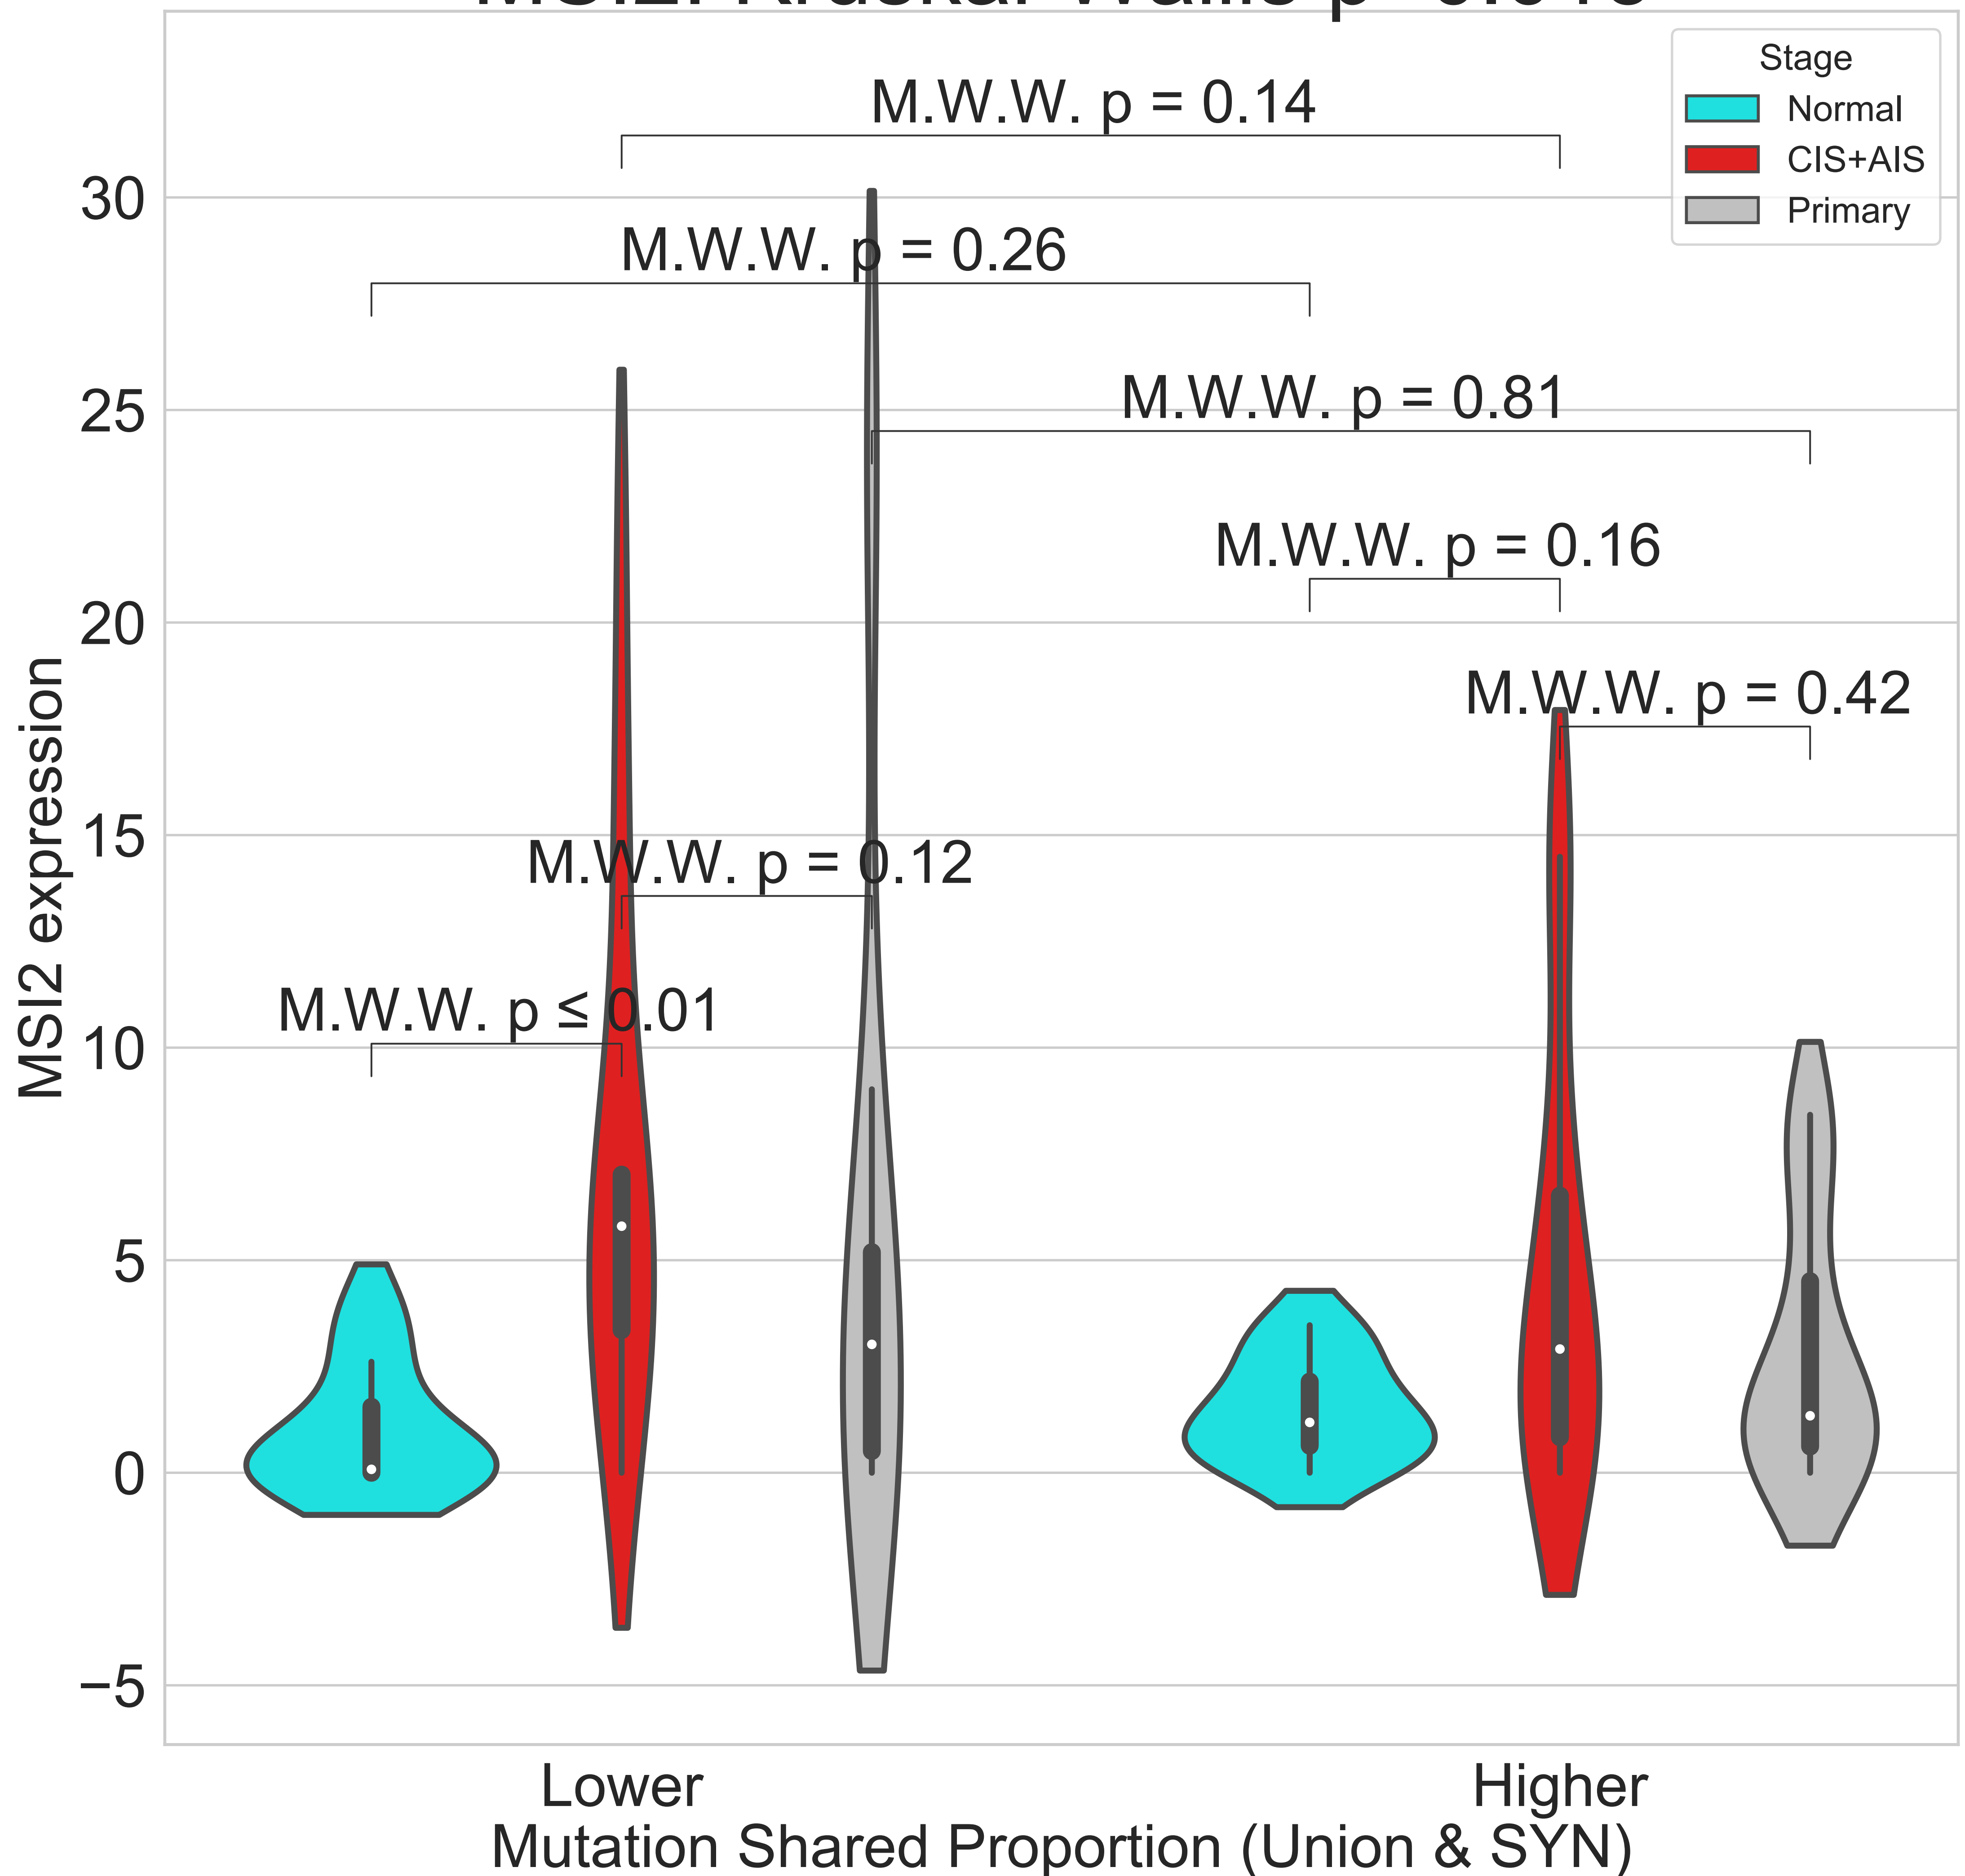 Stage
Normal
CIS+AIS
Primary
M.W.W. p = 0.14
M.W.W. p = 0.26
M.W.W. p = 0.81
M.W.W. p = 0.16
M.W.W. p = 0.42
M.W.W. p = 0.12
M.W.W. p ≤ 0.01
MSI2 expression
30
25
20
15
10
5
0
−5
Lower Higher
Mutation Shared Proportion (Union & SYN)